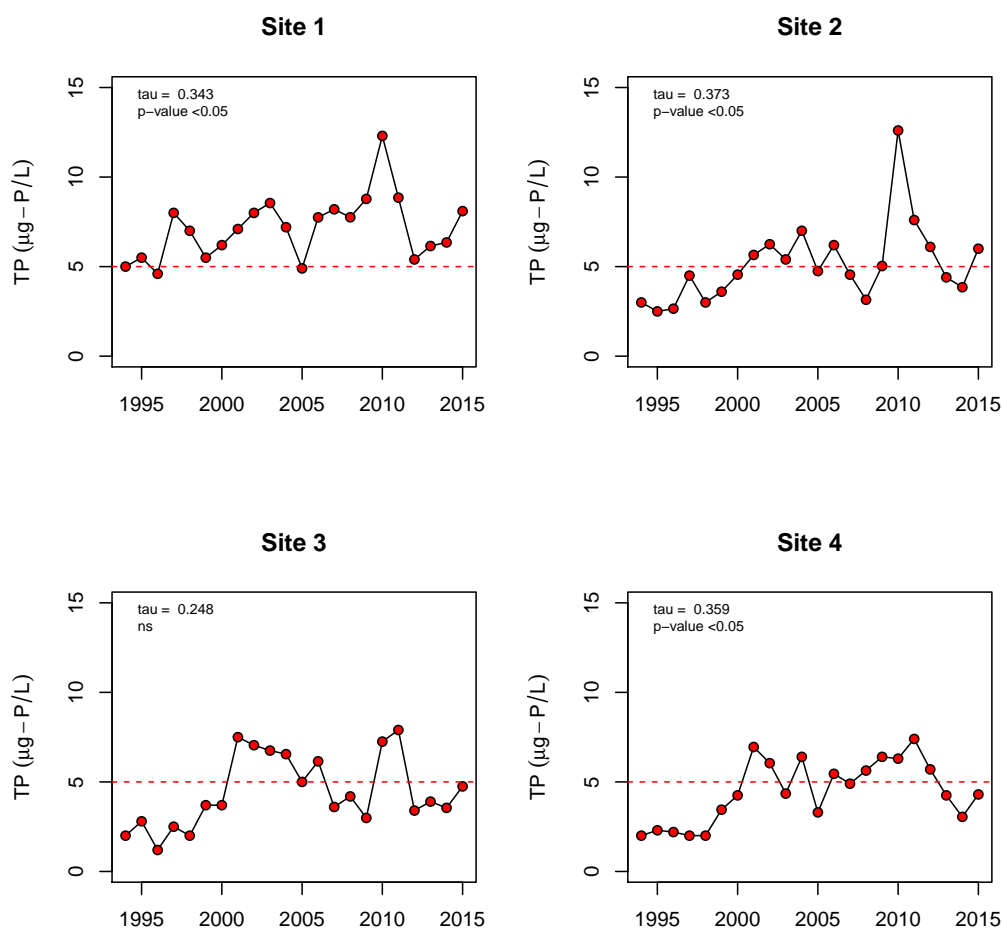 Site 1
tau = 0.343
p−value <0.05
TP (μg−P/L)
15
10
5
0
1995 2000 2005 2010 2015
Site 2
tau = 0.373
p−value <0.05
TP (μg−P/L)
15
10
5
0
1995 2000 2005 2010 2015
Site 3
tau = 0.248
ns
TP (μg−P/L)
15
10
5
0
1995 2000 2005 2010 2015
Site 4
tau = 0.359
p−value <0.05
TP (μg−P/L)
15
10
5
0
1995 2000 2005 2010 2015